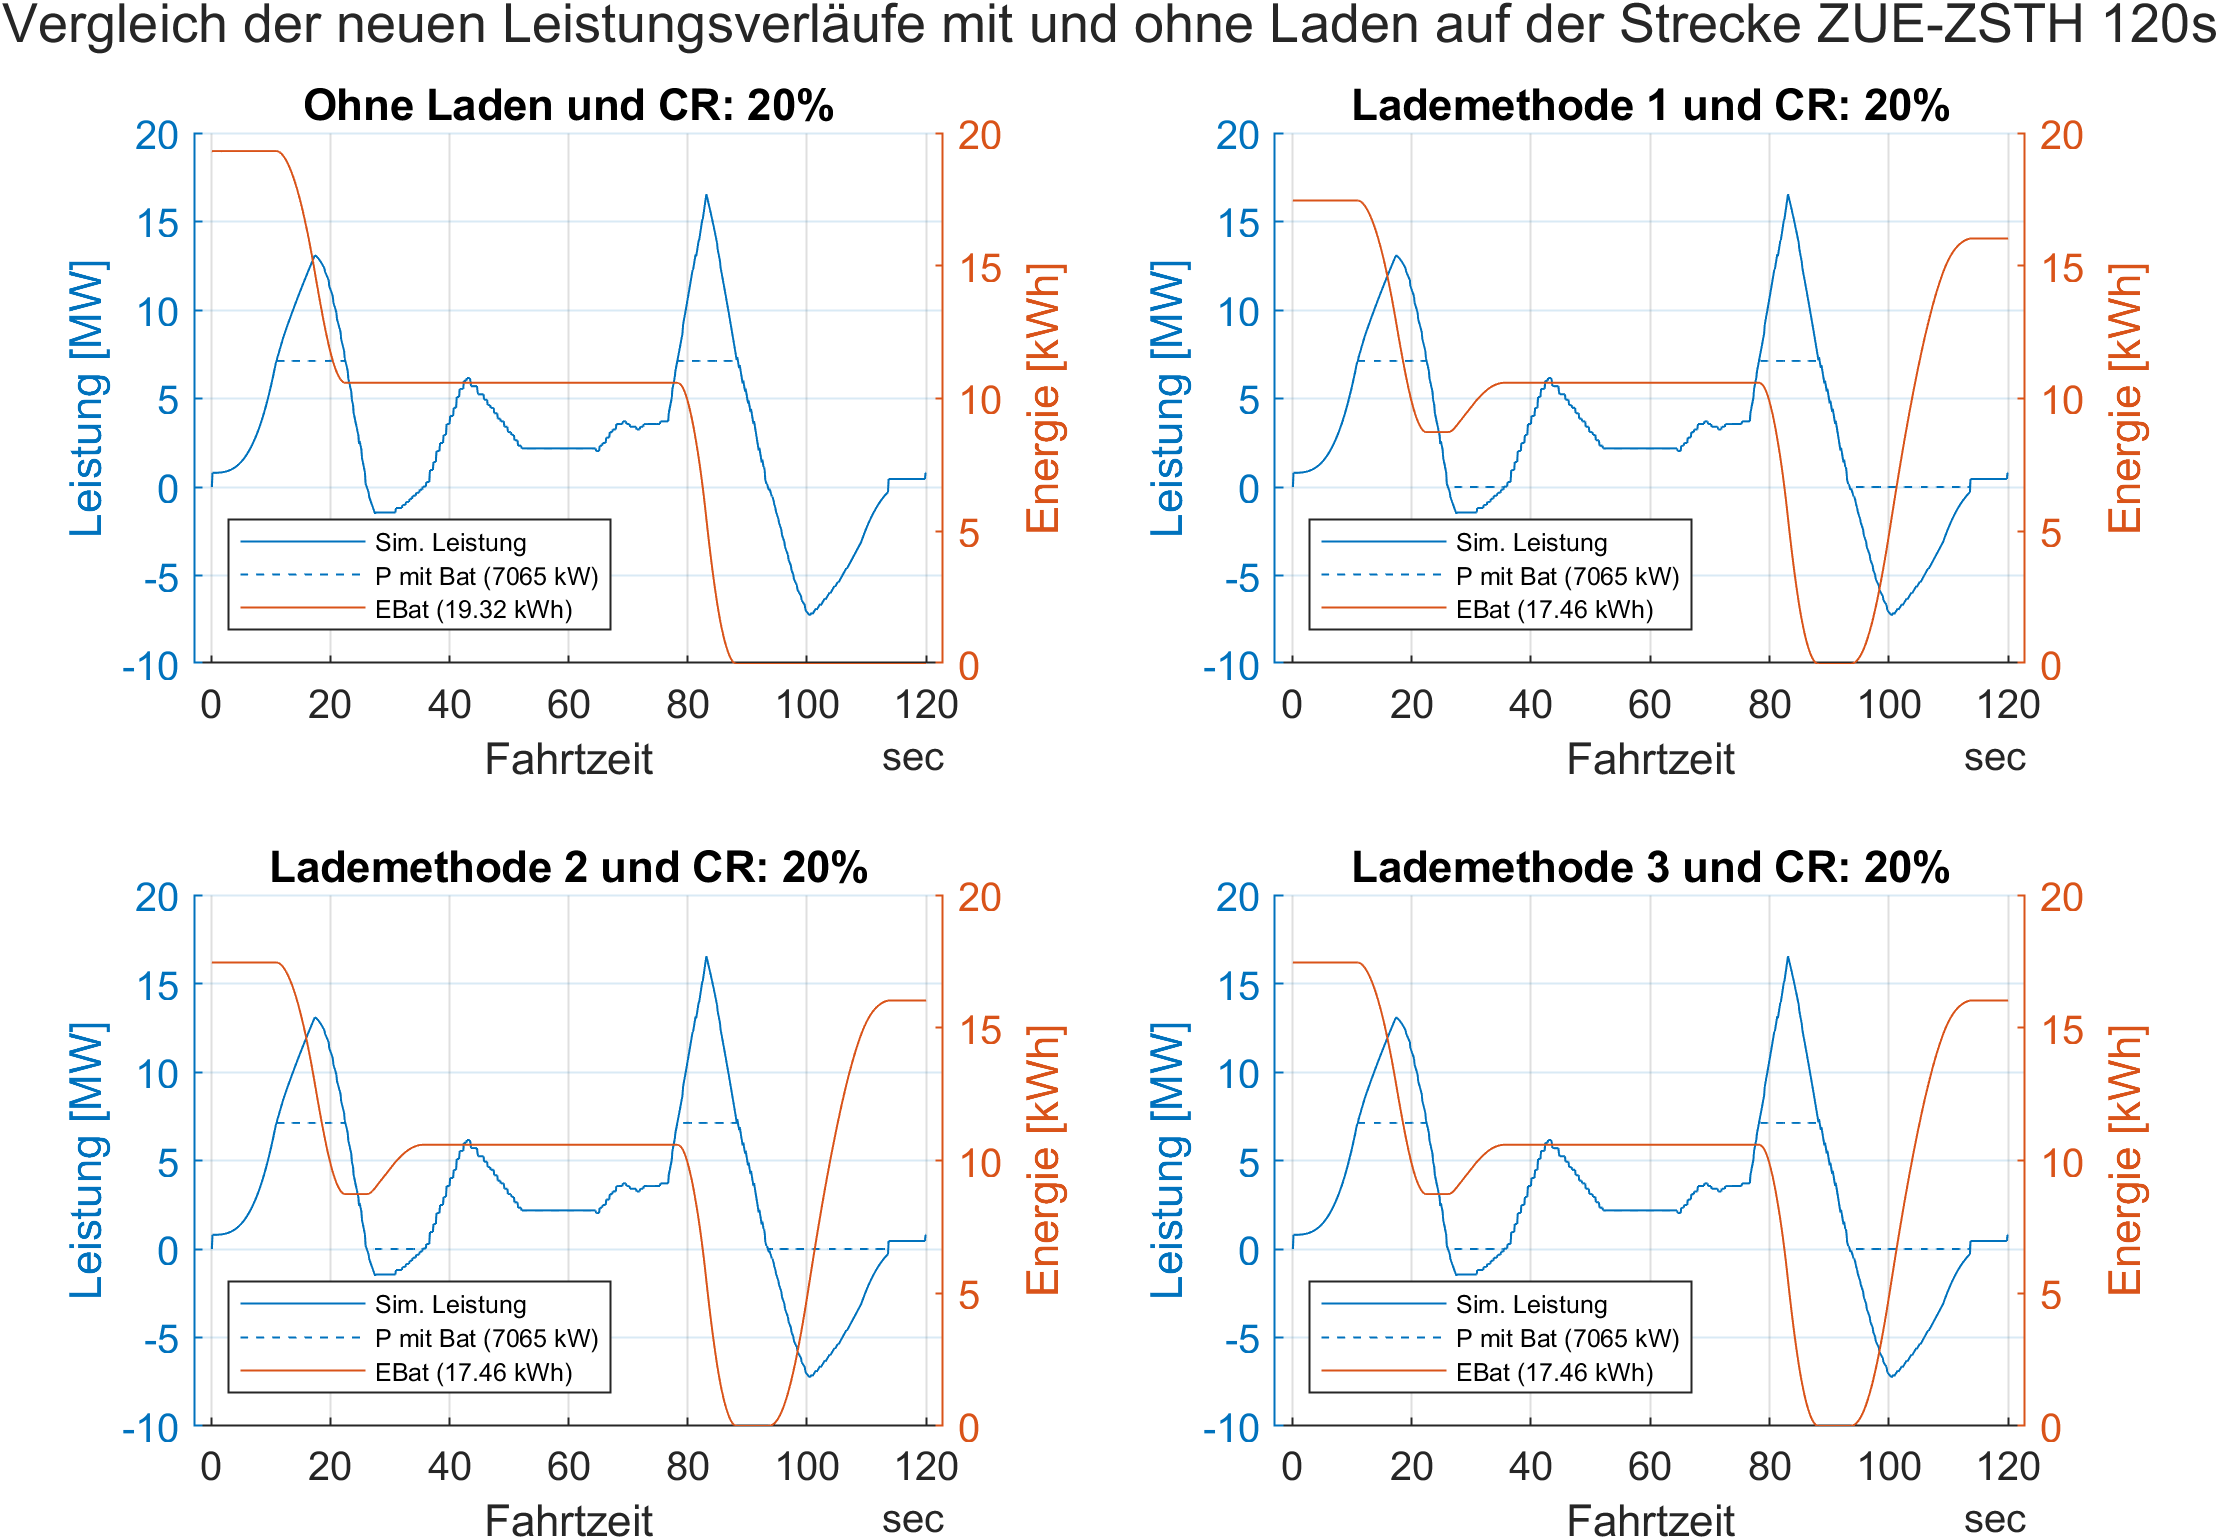 Vergleich der neuen Leistungsverläufe mit und ohne Laden auf der Strecke ZUE-ZSTH 120s
Ohne Laden und CR: 20%
20
15
10
5
0
-5
-10
Leistung [MW]
20
15
10
5
0
Energie [kWh]
Sim. Leistung
P mit Bat (7065 kW)
EBat (19.32 kWh)
0 20 40 60 80 100 120
Fahrtzeit sec
Lademethode 1 und CR: 20%
20
15
10
5
0
-5
-10
Leistung [MW]
20
15
10
5
0
Energie [kWh]
Sim. Leistung
P mit Bat (7065 kW)
EBat (17.46 kWh)
0 20 40 60 80 100 120
Fahrtzeit sec
Lademethode 2 und CR: 20%
20
15
10
5
0
-5
-10
Leistung [MW]
20
15
10
5
0
Energie [kWh]
Sim. Leistung
P mit Bat (7065 kW)
EBat (17.46 kWh)
0 20 40 60 80 100 120
Fahrtzeit sec
Lademethode 3 und CR: 20%
20
15
10
5
0
-5
-10
Leistung [MW]
20
15
10
5
0
Energie [kWh]
Sim. Leistung
P mit Bat (7065 kW)
EBat (17.46 kWh)
0 20 40 60 80 100 120
Fahrtzeit sec